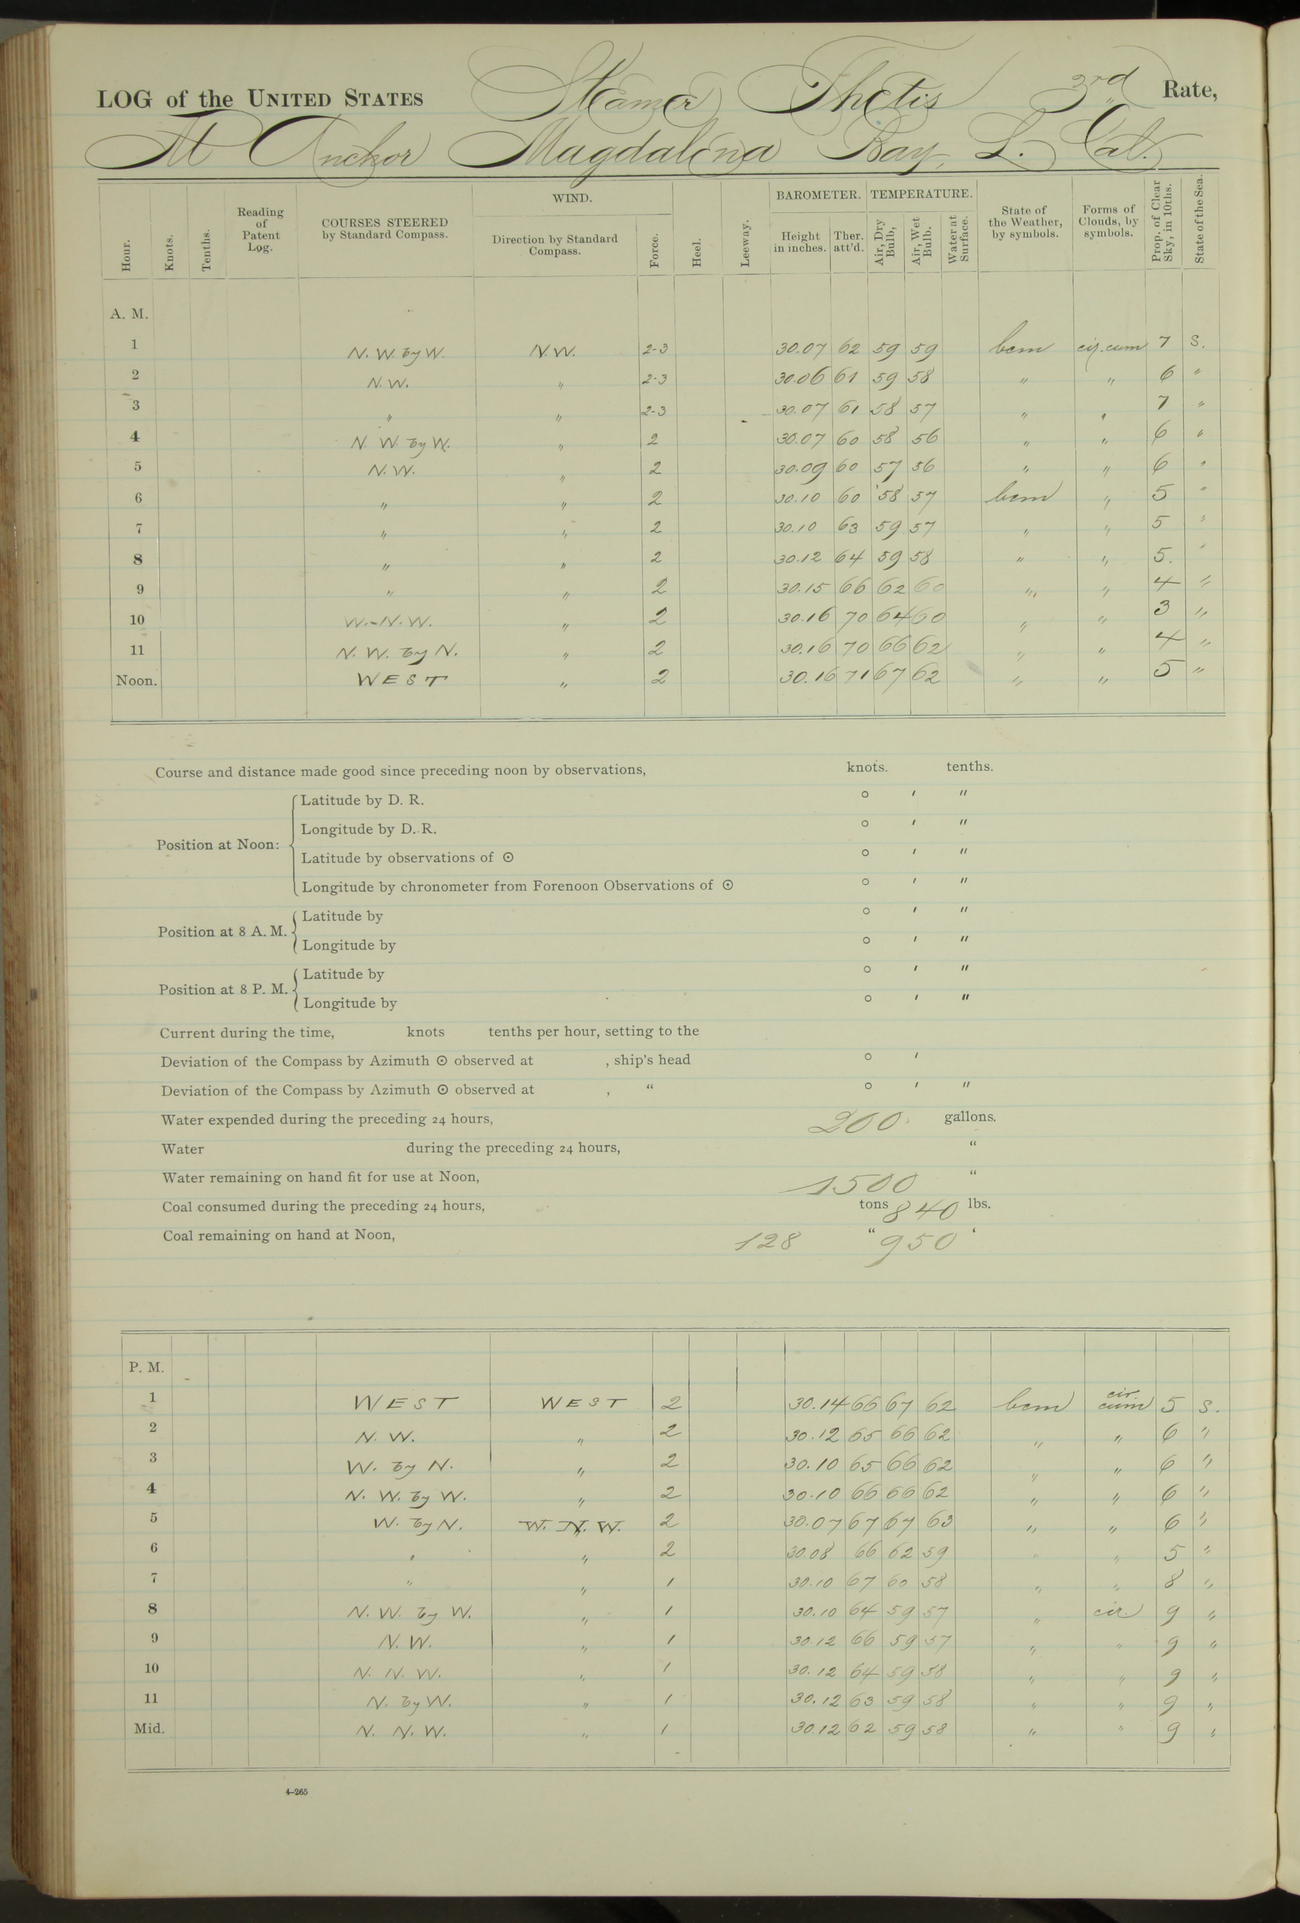 LOG of the UNITED STATES Steamer Thetis 3rd Rate,
At Anchor Magdalena Bay, L. Cal.
Hour. Knots. Tenths. Reading of Patent Log. COURSES STEERED by Standard Compass. WIND. Direction by Standard Compass. Force. Heel. Leeway. BAROMETER. Height in inches. Ther. att'd. TEMPERATURE. Air, Dry Bulb, Air, Wet Bulb. Water at Surface. State of the Weather, by symbols. Forms of Clouds, by symbols. Prop. of Clear Sky, in 10ths. State of the Sea.
A. M.
1 N. W. by W. N. W. 2-3 30.07 62 59 59 bcm cir. cum 7 S.
2 N. W. " 2-3 30.06 61 59 58 " " 6 "
3 " " 2-3 30.07 61 58 57 " " 7 "
4 N. W. by W. " 2 30.07 60 58 56 " " 6 "
5 N. W. " 2 30.09 60 57 56 " " 6 "
6 " " 2 30.10 60 58 57 bcm " 5 "
7 " " 2 30.10 63 59 57 " " 5 "
8 " " 2 30.12 64 59 58 " " 5. "
9 " " 2 30.15 66 62 60 " " 4 "
10 W.-N.W. " 2 30.16 70 64 60 " " 3 "
11 N. W. by N. " 2 30.16 70 66 62 " " 4 "
Noon. WEST " 2 30.16 71 67 62 " " 5 "
Course and distance made good since preceding noon by observations, knots. tenths.
Position at Noon:
Latitude by D. R. ° ′ ″
Longitude by D. R. ° ′ ″
Latitude by observations of ☉ ° ′ ″
Longitude by chronometer from Forenoon Observations of ☉ ° ′ ″
Position at 8 A. M.
Latitude by ° ′ ″
Longitude by ° ′ ″
Position at 8 P. M.
Latitude by ° ′ ″
Longitude by ° ′ ″
Current during the time, knots tenths per hour, setting to the
Deviation of the Compass by Azimuth ☉ observed at , ship's head ° ′
Deviation of the Compass by Azimuth ☉ observed at , " ° ′ ″
Water expended during the preceding 24 hours, 200 gallons.
Water during the preceding 24 hours, "
Water remaining on hand fit for use at Noon, 1500 "
Coal consumed during the preceding 24 hours, tons 840 lbs.
Coal remaining on hand at Noon, 128 " 950 "
P. M.
1 WEST WEST 2 30.14 66 67 62 bcm cir. cum 5 S.
2 N. W. " 2 30.12 65 66 62 " " 6 "
3 W. by N. " 2 30.10 65 66 62 " " 6 "
4 N. W. by W. " 2 30.10 66 66 62 " " 6 "
5 W. by N. W. N. W. 2 30.07 67 67 63 " " 6 "
6 " " 2 30.08 66 62 59 " " 5 "
7 " " 1 30.10 67 60 58 " " 8 "
8 N. W. by W. " 1 30.10 64 59 57 " cir. 9 "
9 N. W. " 1 30.12 66 59 57 " " 9 "
10 N. N. W. " 1 30.12 64 59 58 " " 9 "
11 N. by W. " 1 30.12 63 59 58 " " 9 "
Mid. N. N. W. " 1 30.12 62 59 58 " " 9 "
4-265